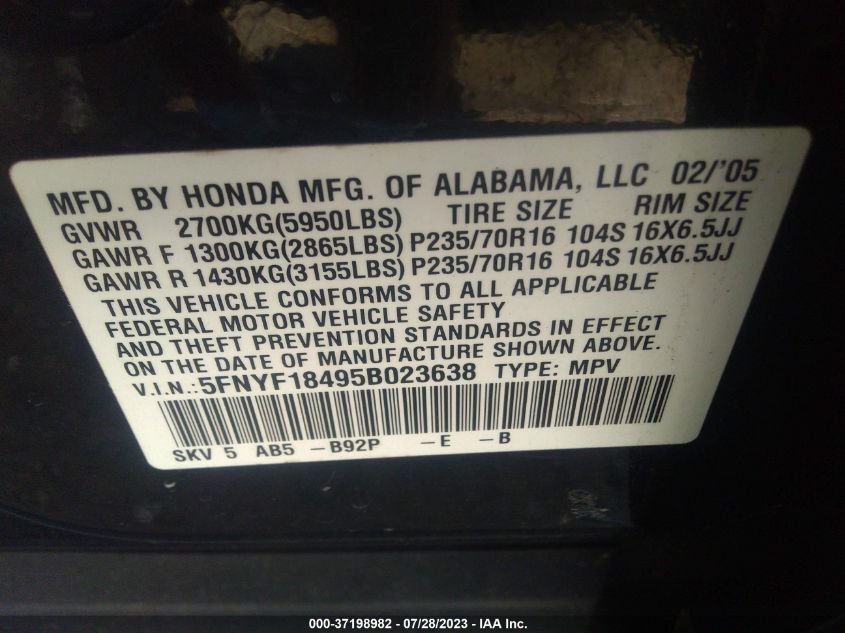 MFD. BY HONDA MFG. OF ALABAMA, LLC 02/'05
GVWR 2700KG(5950LBS) TIRE SIZE RIM SIZE
GAWR F 1300KG(2865LBS) P235/70R16 104S 16X6.5JJ
GAWR R 1430KG(3155LBS) P235/70R16 104S 16X6.5JJ
THIS VEHICLE CONFORMS TO ALL APPLICABLE
FEDERAL MOTOR VEHICLE SAFETY
AND THEFT PREVENTION STANDARDS IN EFFECT
ON THE DATE OF MANUFACTURE SHOWN ABOVE.
V.I.N.:5FNYF18495B023638 TYPE: MPV
SKV 5 AB5 -B92P -E -B
000-37198982 - 07/28/2023 - IAA Inc.